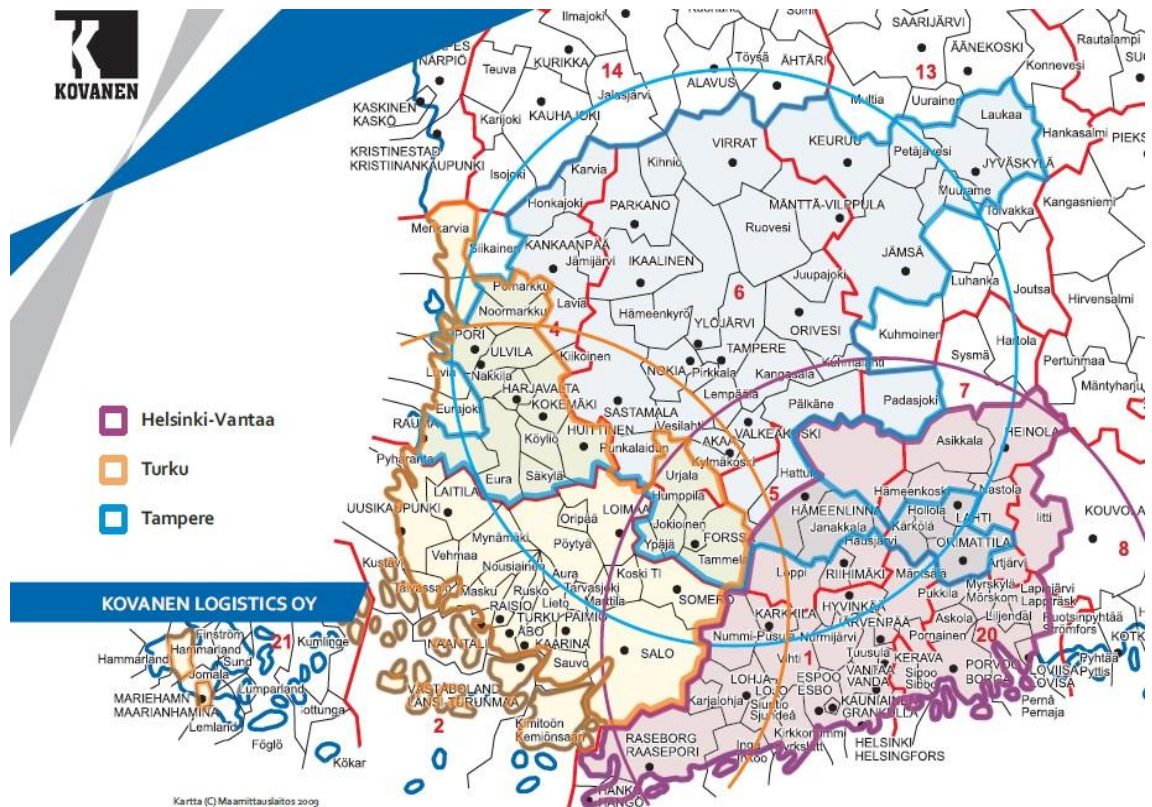 KOVANEN
Ilmajoki
SAARIJÄRVI
ÄÄNEKOSKI
Rautalampi
NÄRPIÖ
Teuva
KURIKKA
14
Töysä
ÄHTÄRI
13
Konnevesi
ALAVUS
Jalasjärvi
KASKINEN
KASKÖ
Karijoki
KAUHAJOKI
Multia
Uurainen
Laukaa
Hankasalmi
KRISTINESTAD
KRISTIINANKAUPUNKI
Isojoki
Karvia
Kihniö
VIRRAT
KEURUU
Petäjävesi
JYVÄSKYLÄ
Muurame
Toivakka
Kangasniemi
Honkajoki
PARKANO
MÄNTTÄ-VILPPULA
Merikarvia
Siikainen
KANKAANPÄÄ
Jämijärvi
Ruovesi
IKAALINEN
JÄMSÄ
Luhanka
Joutsa
Hirvensalmi
Pomarkku
Noormarkku
Lavia
Juupajoki
6
Hämeenkyrö
YLÖJÄRVI
ORIVESI
Kuhmoinen
Hartola
Sysmä
Pertunmaa
PORI
4
ULVILA
Kiikoinen
TAMPERE
Kuhmalahti
NOKIA
Pirkkala
Kangasala
Mäntyharju
Luvia
Nakkila
HARJAVALTA
Lempäälä
7
Helsinki-Vantaa
Eurajoki
KOKEMÄKI
SASTAMALA
Vesilahti
Pälkäne
Padasjoki
RAUMA
HUITTINEN
VALKEAKOSKI
Asikkala
HEINOLA
Köyliö
Punkalaidun
AKAA
Kylmäkoski
Turku
Pyhäranta
Eura
Säkylä
Urjala
Hattula
5
Hämeenkoski
Nastola
Tampere
LAITILA
UUSIKAUPUNKI
LOIMAA
Humppila
HÄMEENLINNA
Hollola
Iitti
KOUVOLA
Oripää
Jokioinen
Janakkala
Kärkölä
LAHTI
Mynämäki
Pöytyä
Ypäjä
FORSSA
Hausjärvi
ORIMATTILA
8
Vehmaa
Nousiainen
Tammela
Artjärvi
Kustavi
Aura
Koski Tl
Loppi
RIIHIMÄKI
Mäntsälä
Taivassalo
Masku
Rusko
Tarvasjoki
Myrskylä
Mörskom
Lapinjärvi
Lappträsk
KOVANEN LOGISTICS OY
RAISIO
Lieto
Marttila
SOMERO
HYVINKÄÄ
Pukkila
Liljendal
Ruotsinpyhtää
Strömfors
TURKU
ÅBO
PAIMIO
KARKKILA
JÄRVENPÄÄ
Askola
20
Finström
21
Kumlinge
NAANTALI
KAARINA
Nummi-Pusula
Nurmijärvi
Pornainen
Hammarland
Hammarland
Sund
Sauvo
SALO
Vihti
1
Tuusula
KERAVA
PORVOO
BORGÅ
LOVIISA
LOVISA
Pyhtää
Pyttis
Jomala
VANTAA
VANDA
Sipoo
Sibbo
Lumparland
LOHJA
LOJO
ESPOO
ESBO
MARIEHAMN
MAARIANHAMINA
LÄNSI-TURUNMAA
Karjalohja
Siuntio
Sjundeå
KAUNIAINEN
GRANKULLA
Pernå
Pernaja
Lemland
2
Kimitoön
Kemiönsaari
Föglö
RASEBORG
RAASEPORI
HELSINKI
HELSINGFORS
Kökar
HANKO
HANGÖ
Kartta (C) Maamittauslaitos 2009